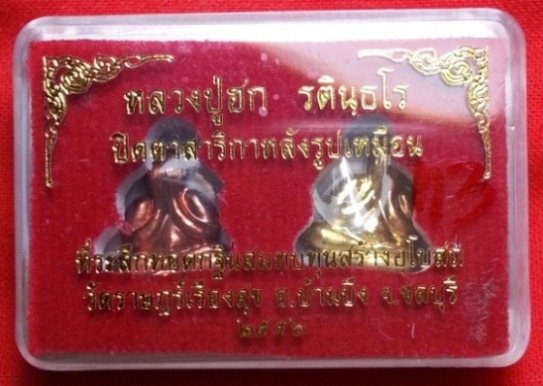 หลวงปู่ฮก รตินฺธโร
ปิดตาสาริกาหลังรูปเหมือน
ที่ระลึกทอดกฐินสมทบทุนสร้างอุโบสถ
วัดราษฎร์เรืองสุข อ.บ้านบึง จ.ชลบุรี
๒๕๕๖